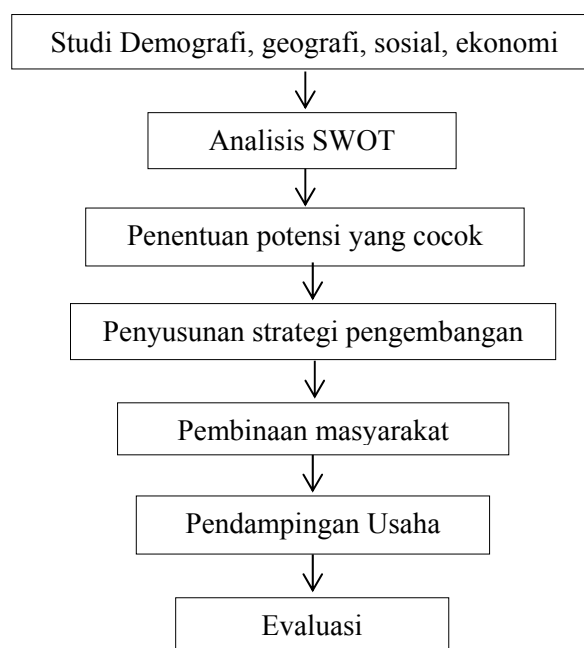 Studi Demografi, geografi, sosial, ekonomi
Analisis SWOT
Penentuan potensi yang cocok
Penyusunan strategi pengembangan
Pembinaan masyarakat
Pendampingan Usaha
Evaluasi